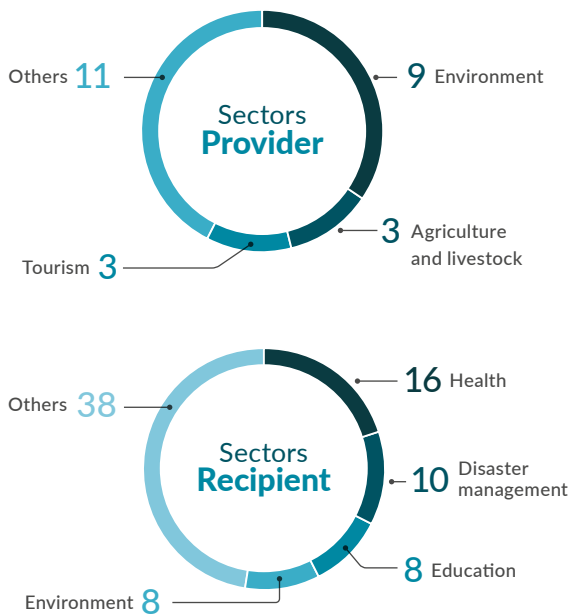 Others 11
9 Environment
Sectors
Provider
3 Agriculture
and livestock
Tourism 3
16 Health
Others 38
Sectors
Recipient
10 Disaster
management
8 Education
Environment 8